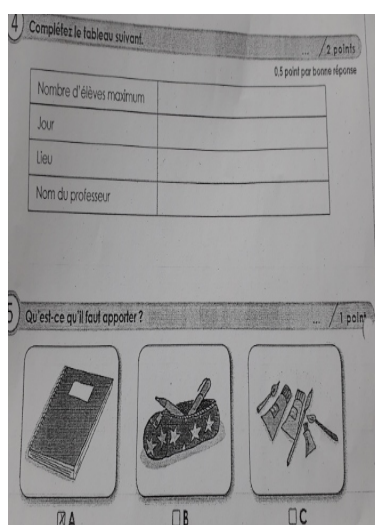 4 Complétez le tableau suivant.
... /2 points
0.5 point par bonne réponse
Nombre d'élèves maximum
Jour
Lieu
Nom du professeur
5 Qu'est-ce qu'il faut apporter ?
... /1 point
A
B
C